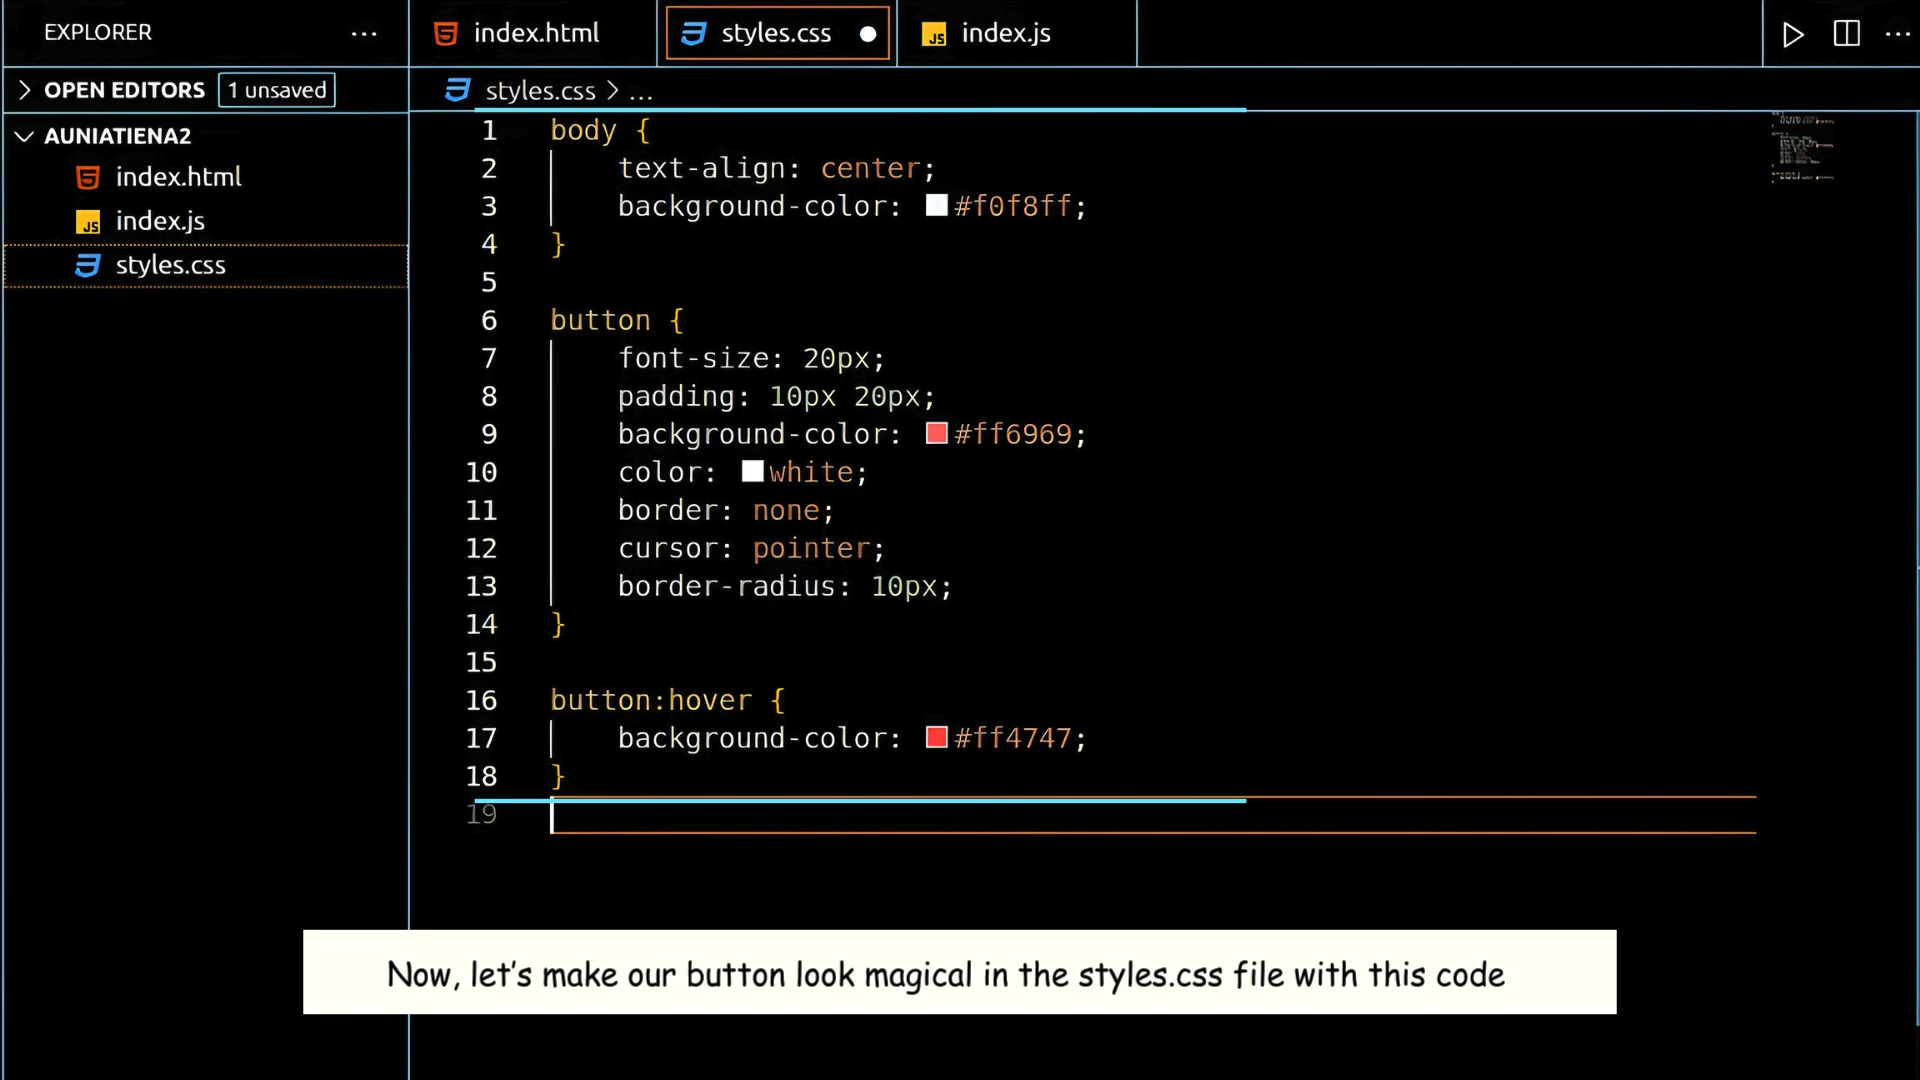 EXPLORER ...
index.html
styles.css
index.js
OPEN EDITORS 1 unsaved
styles.css > ...
AUNIATIENA2
index.html
index.js
styles.css
1 body {
2 text-align: center;
3 background-color: #f0f8ff;
4 }
5
6 button {
7 font-size: 20px;
8 padding: 10px 20px;
9 background-color: #ff6969;
10 color: white;
11 border: none;
12 cursor: pointer;
13 border-radius: 10px;
14 }
15
16 button:hover {
17 background-color: #ff4747;
18 }
19
Now, let's make our button look magical in the styles.css file with this code